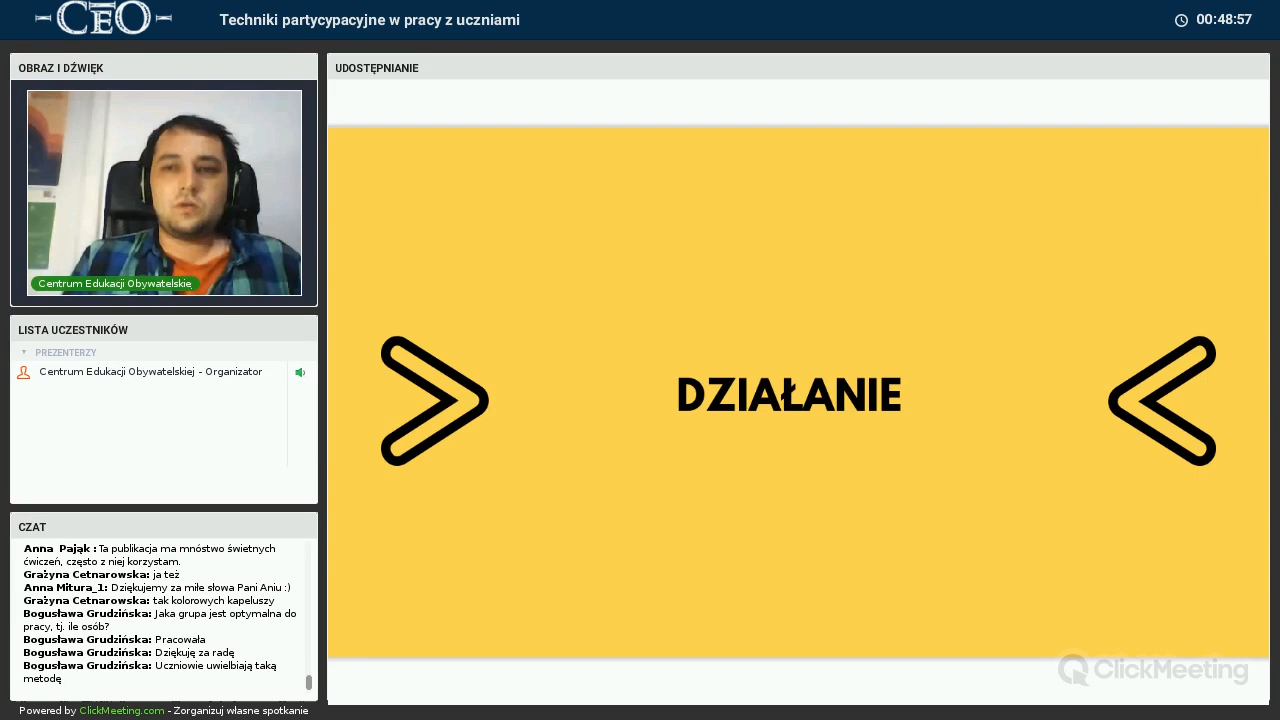 CEO
Techniki partycypacyjne w pracy z uczniami
00:48:57
OBRAZ I DŹWIĘK
Centrum Edukacji Obywatelskie
LISTA UCZESTNIKÓW
PREZENTERZY
Centrum Edukacji Obywatelskiej - Organizator
CZAT
Anna Pająk : Ta publikacja ma mnóstwo świetnych
ćwiczeń, często z niej korzystam.
Grażyna Cetnarowska: ja też
Anna Mitura_1: Dziękujemy za miłe słowa Pani Aniu :)
Grażyna Cetnarowska: tak kolorowych kapeluszy
Bogusława Grudzińska: Jaka grupa jest optymalna do
pracy, tj. ile osób?
Bogusława Grudzińska: Pracowała
Bogusława Grudzińska: Dziękuję za radę
Bogusława Grudzińska: Uczniowie uwielbiają taką
metodę
Powered by ClickMeeting.com - Zorganizuj własne spotkanie
UDOSTĘPNIANIE
DZIAŁANIE
ClickMeeting